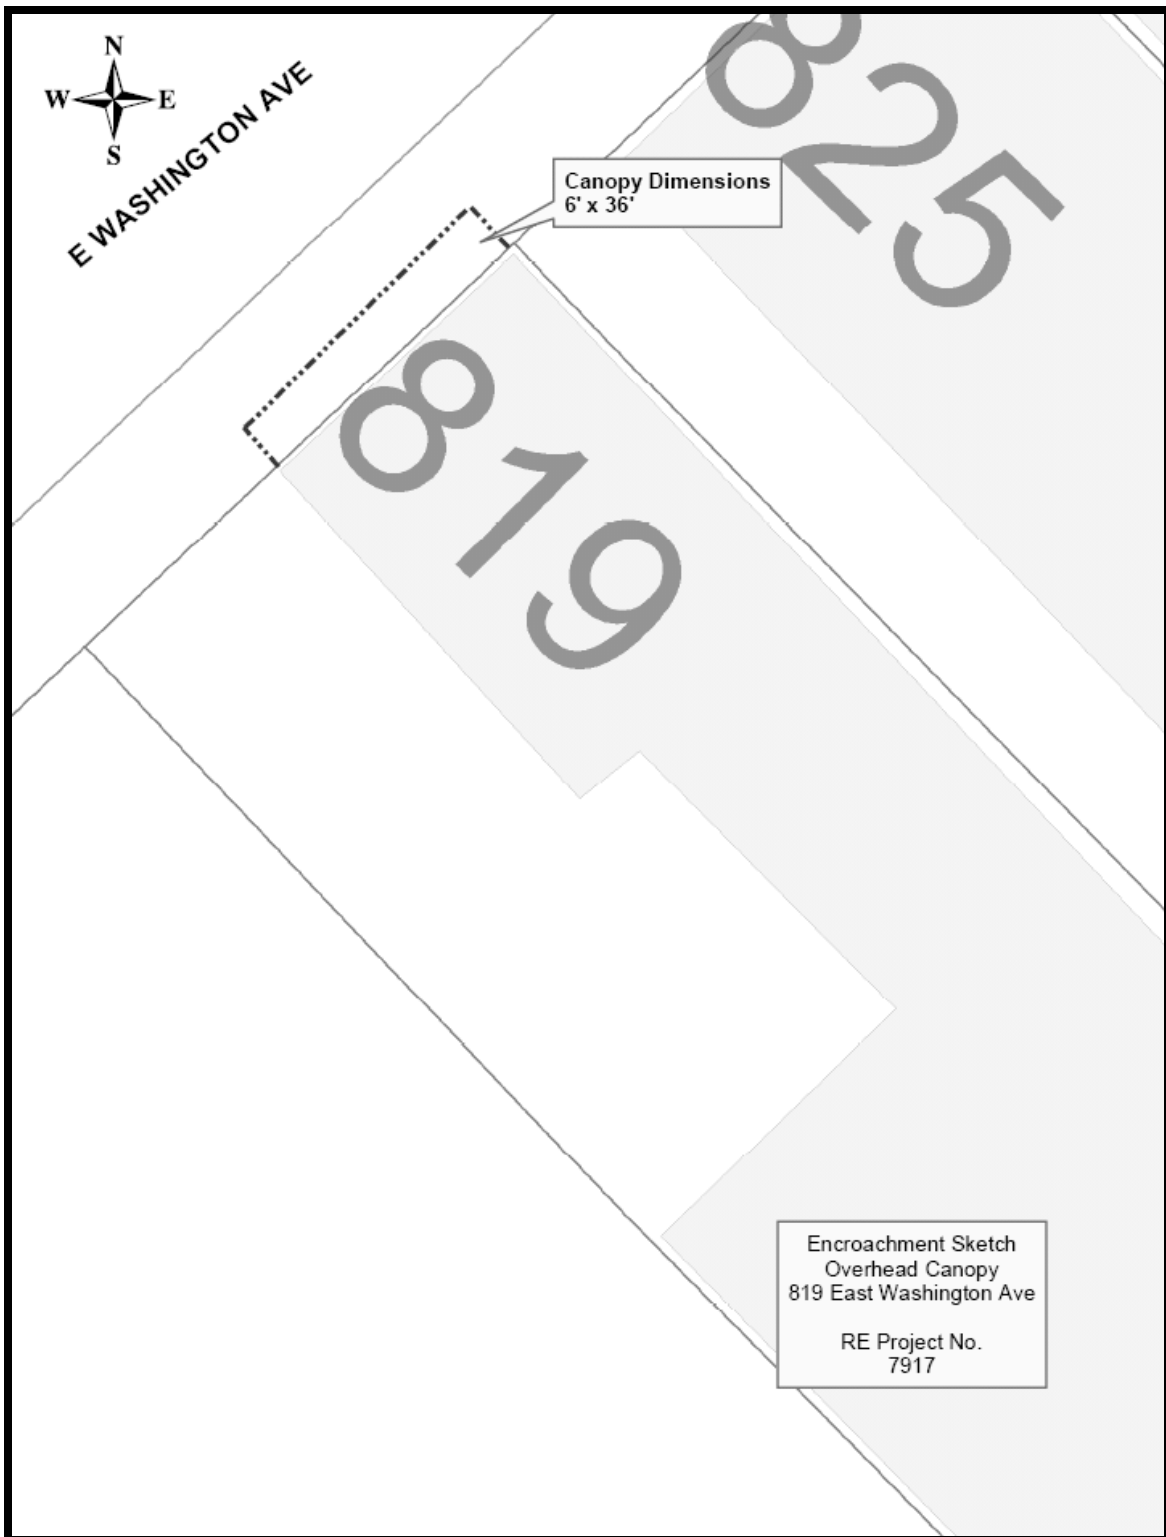 N
W E
S
E WASHINGTON AVE
825
Canopy Dimensions
6' x 36'
819
Encroachment Sketch
Overhead Canopy
819 East Washington Ave
RE Project No.
7917